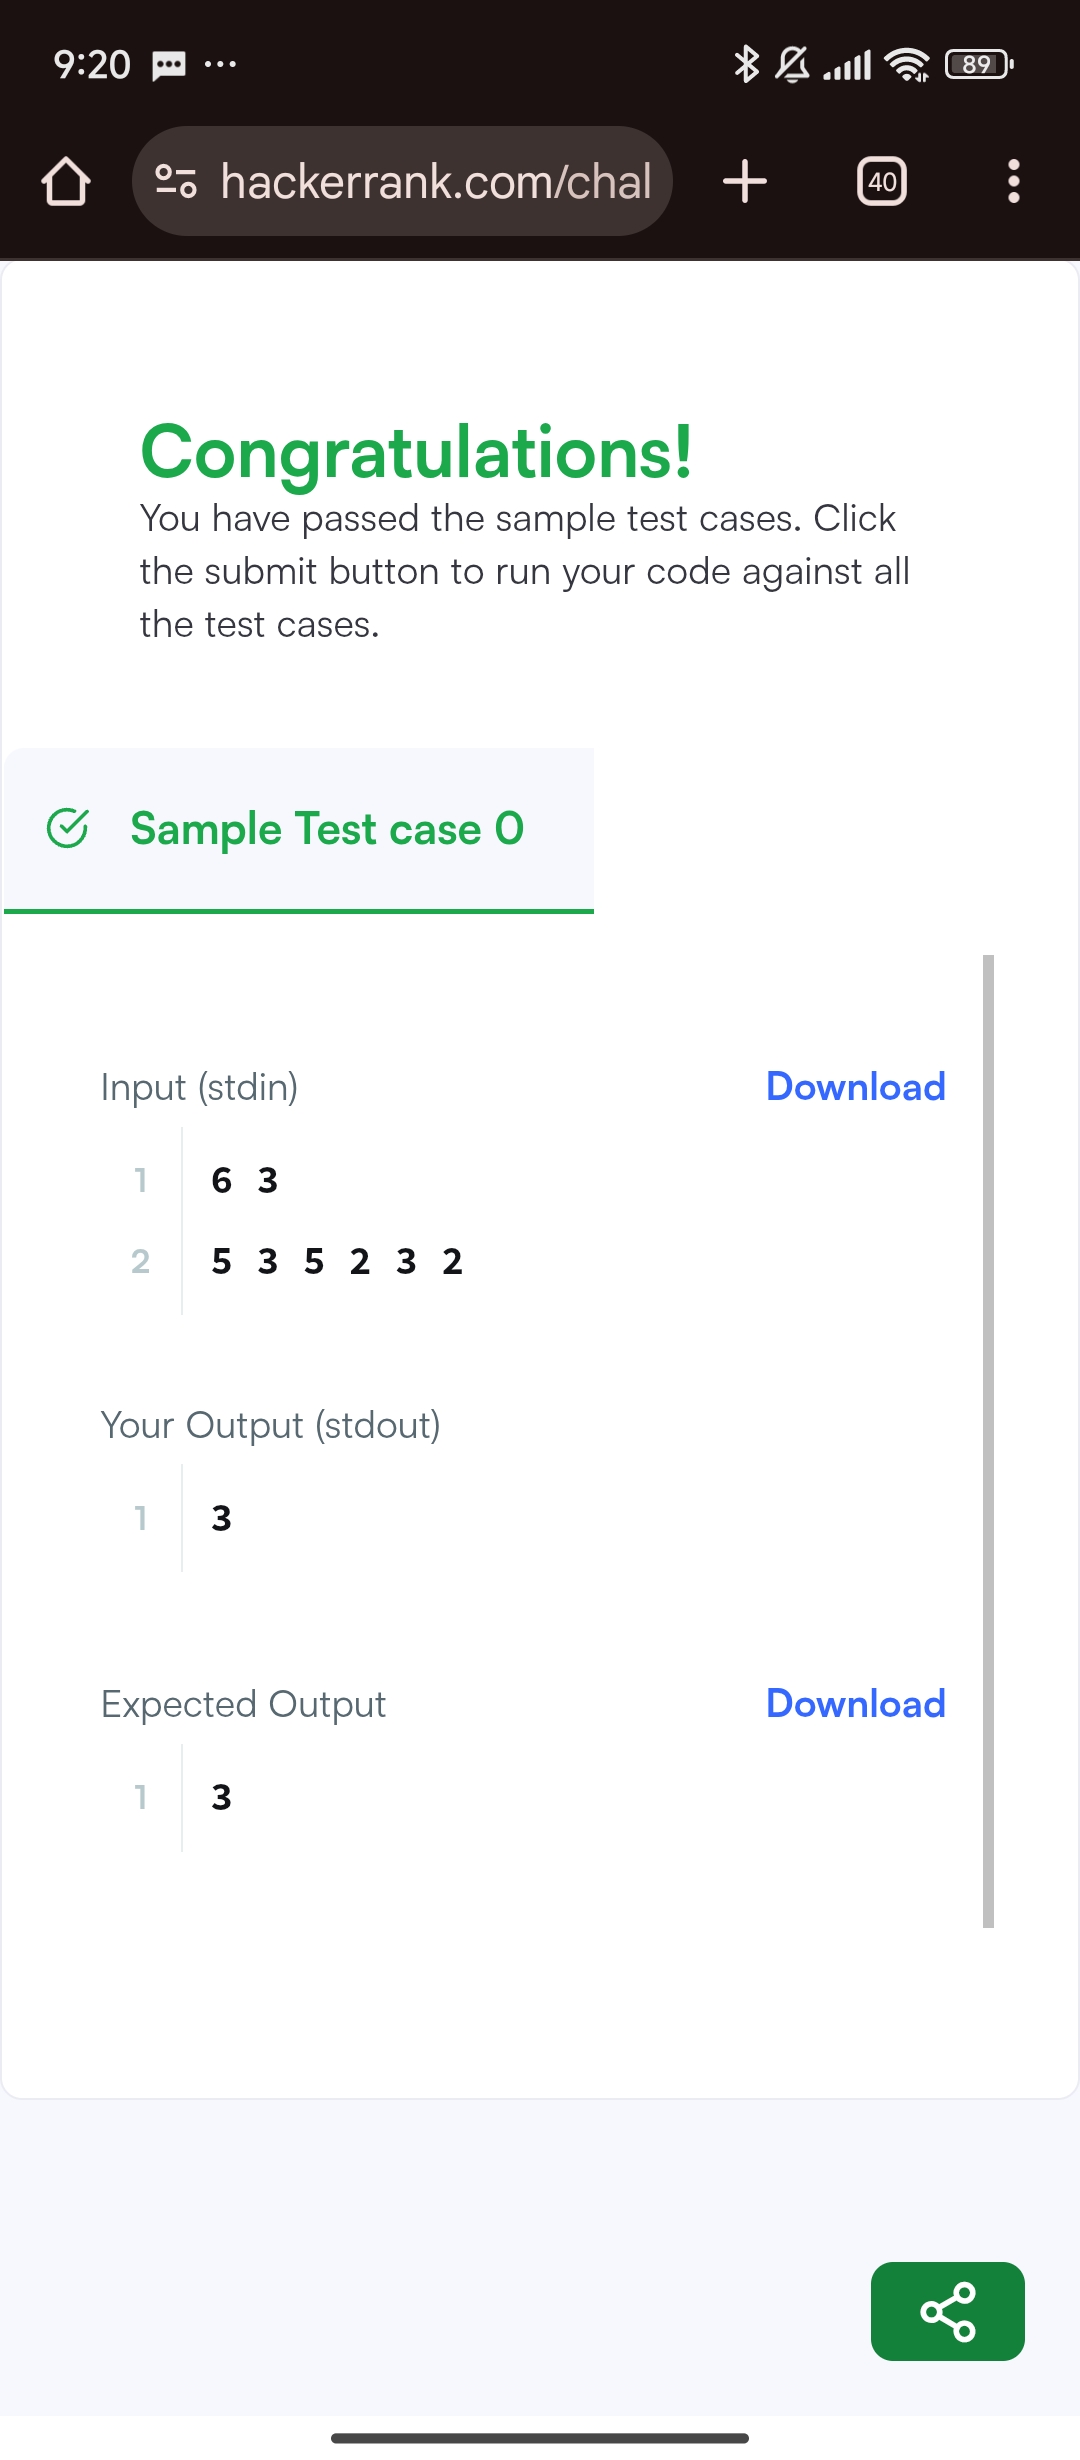 9:20
89
hackerrank.com/chal
40
Congratulations!
You have passed the sample test cases. Click
the submit button to run your code against all
the test cases.
Sample Test case 0
Input (stdin)
Download
1 6 3
2 5 3 5 2 3 2
Your Output (stdout)
1 3
Expected Output
Download
1 3